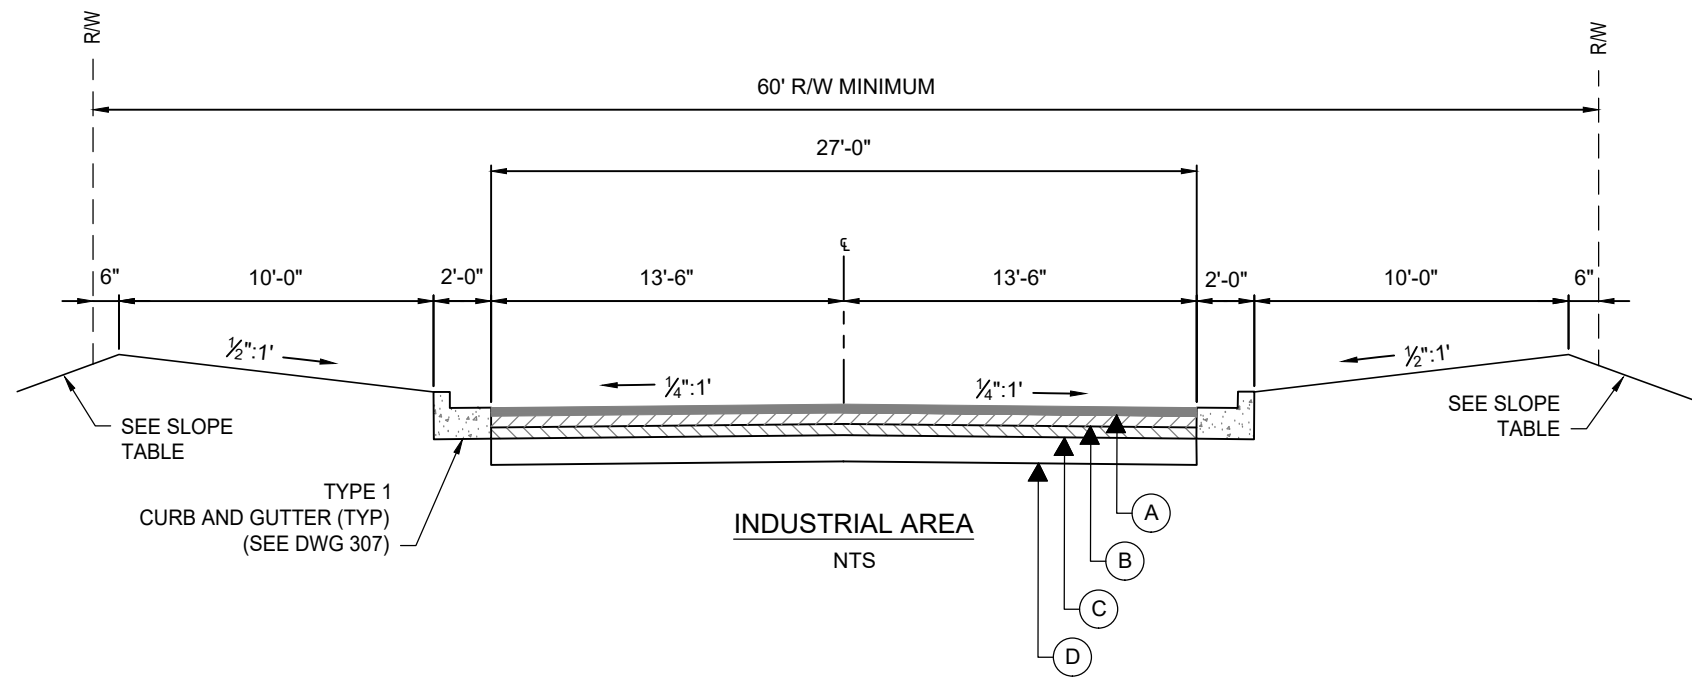 R/W
R/W
60' R/W MINIMUM
27'-0"
℄
6"
10'-0"
2'-0"
13'-6"
13'-6"
2'-0"
10'-0"
6"
½":1'
¼":1'
¼":1'
½":1'
SEE SLOPE
TABLE
SEE SLOPE
TABLE
TYPE 1
CURB AND GUTTER (TYP)
(SEE DWG 307)
INDUSTRIAL AREA
NTS
A
B
C
D